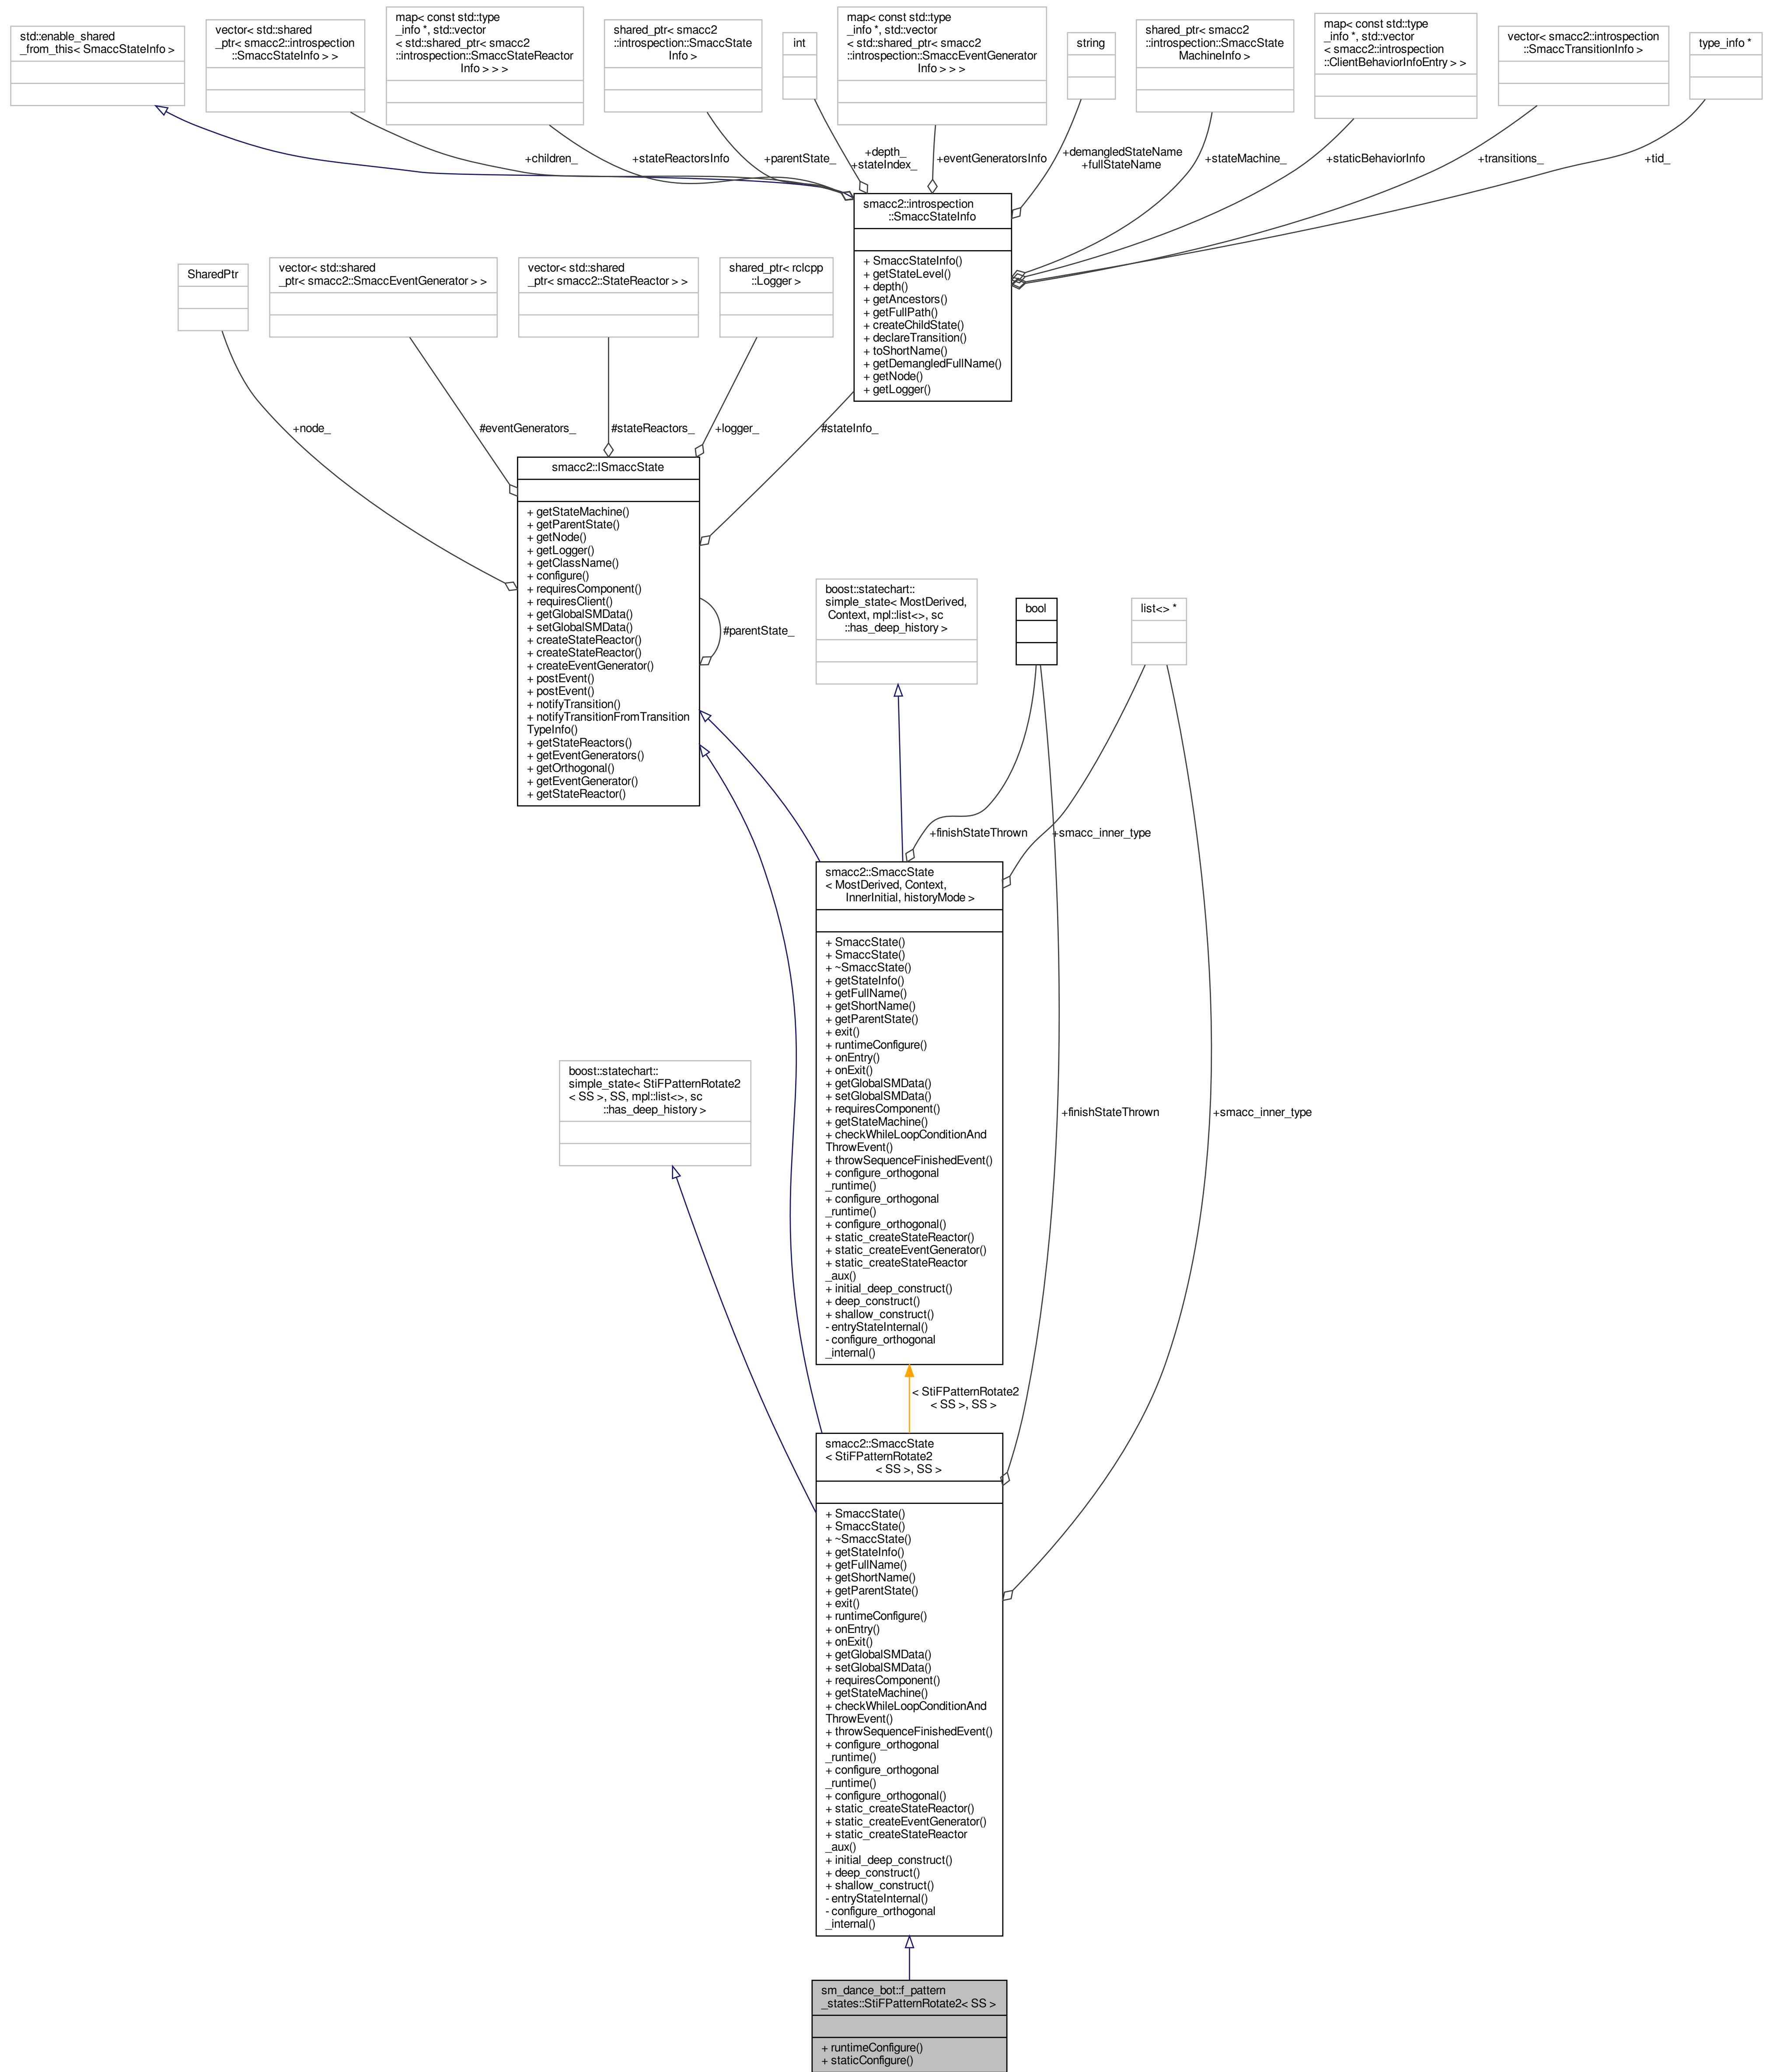 std::enable_shared
_from_this< SmaccStateInfo >
vector< std::shared
_ptr< smacc2::introspection
::SmaccStateInfo > >
map< const std::type
_info *, std::vector
< std::shared_ptr< smacc2
::introspection::SmaccStateReactor
Info > > >
shared_ptr< smacc2
::introspection::SmaccState
Info >
int
map< const std::type
_info *, std::vector
< std::shared_ptr< smacc2
::introspection::SmaccEventGenerator
Info > > >
string
shared_ptr< smacc2
::introspection::SmaccState
MachineInfo >
map< const std::type
_info *, std::vector
< smacc2::introspection
::ClientBehaviorInfoEntry > >
vector< smacc2::introspection
::SmaccTransitionInfo >
type_info *
+children_
+stateReactorsInfo
+parentState_
+depth_
+stateIndex_
+eventGeneratorsInfo
+demangledStateName
+fullStateName
+stateMachine_
+staticBehaviorInfo
+transitions_
+tid_
smacc2::introspection
::SmaccStateInfo
+ SmaccStateInfo()
+ getStateLevel()
+ depth()
+ getAncestors()
+ getFullPath()
+ createChildState()
+ declareTransition()
+ toShortName()
+ getDemangledFullName()
+ getNode()
+ getLogger()
SharedPtr
vector< std::shared
_ptr< smacc2::SmaccEventGenerator > >
vector< std::shared
_ptr< smacc2::StateReactor > >
shared_ptr< rclcpp
::Logger >
+node_
#eventGenerators_
#stateReactors_
+logger_
#stateInfo_
smacc2::ISmaccState
+ getStateMachine()
+ getParentState()
+ getNode()
+ getLogger()
+ getClassName()
+ configure()
+ requiresComponent()
+ requiresClient()
+ getGlobalSMData()
+ setGlobalSMData()
+ createStateReactor()
+ createStateReactor()
+ createEventGenerator()
+ postEvent()
+ postEvent()
+ notifyTransition()
+ notifyTransitionFromTransition
TypeInfo()
+ getStateReactors()
+ getEventGenerators()
+ getOrthogonal()
+ getEventGenerator()
+ getStateReactor()
#parentState_
boost::statechart::
simple_state< MostDerived,
Context, mpl::list<>, sc
::has_deep_history >
bool
list<> *
+finishStateThrown
+smacc_inner_type
smacc2::SmaccState
< MostDerived, Context,
InnerInitial, historyMode >
+ SmaccState()
+ SmaccState()
+ ~SmaccState()
+ getStateInfo()
+ getFullName()
+ getShortName()
+ getParentState()
+ exit()
+ runtimeConfigure()
+ onEntry()
+ onExit()
+ getGlobalSMData()
+ setGlobalSMData()
+ requiresComponent()
+ getStateMachine()
+ checkWhileLoopConditionAnd
ThrowEvent()
+ throwSequenceFinishedEvent()
+ configure_orthogonal
_runtime()
+ configure_orthogonal
_runtime()
+ configure_orthogonal()
+ static_createStateReactor()
+ static_createEventGenerator()
+ static_createStateReactor
_aux()
+ initial_deep_construct()
+ deep_construct()
+ shallow_construct()
- entryStateInternal()
- configure_orthogonal
_internal()
boost::statechart::
simple_state< StiFPatternRotate2
< SS >, SS, mpl::list<>, sc
::has_deep_history >
+finishStateThrown
+smacc_inner_type
< StiFPatternRotate2
< SS >, SS >
smacc2::SmaccState
< StiFPatternRotate2
< SS >, SS >
+ SmaccState()
+ SmaccState()
+ ~SmaccState()
+ getStateInfo()
+ getFullName()
+ getShortName()
+ getParentState()
+ exit()
+ runtimeConfigure()
+ onEntry()
+ onExit()
+ getGlobalSMData()
+ setGlobalSMData()
+ requiresComponent()
+ getStateMachine()
+ checkWhileLoopConditionAnd
ThrowEvent()
+ throwSequenceFinishedEvent()
+ configure_orthogonal
_runtime()
+ configure_orthogonal
_runtime()
+ configure_orthogonal()
+ static_createStateReactor()
+ static_createEventGenerator()
+ static_createStateReactor
_aux()
+ initial_deep_construct()
+ deep_construct()
+ shallow_construct()
- entryStateInternal()
- configure_orthogonal
_internal()
sm_dance_bot::f_pattern
_states::StiFPatternRotate2< SS >
+ runtimeConfigure()
+ staticConfigure()